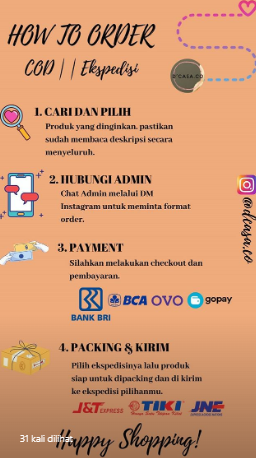 HOW TO ORDER
COD || Ekspedisi
D'CASA.CO
1. CARI DAN PILIH
Produk yang dinginkan. pastikan
sudah membaca deskripsi secara
menyeluruh.
2. HUBUNGI ADMIN
Chat Admin melalui DM
Instagram untuk meminta format
order.
@dcasa.co
3. PAYMENT
Silahkan melakukan checkout dan
pembayaran.
BANK BRI
BCA OVO gopay
4. PACKING & KIRIM
Pilih ekspedisinya lalu produk
siap untuk dipacking dan di kirim
ke ekspedisi pilihanmu.
J&T EXPRESS TIKI JNE
31 kali dilihat
Happy Shopping!